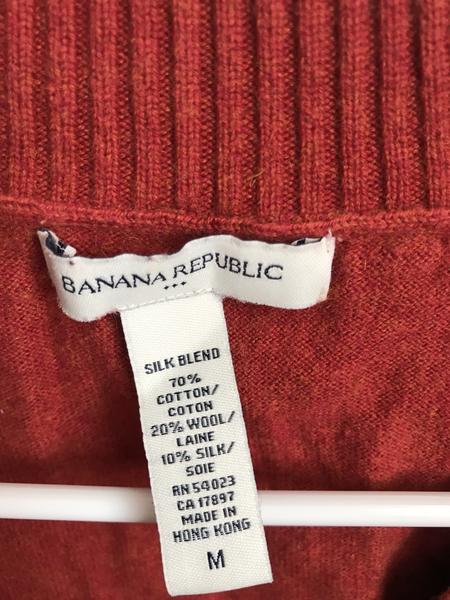 BANANA REPUBLIC
SILK BLEND
70%
COTTON/
COTON
20% WOOL/
LAINE
10% SILK/
SOIE
RN 54023
CA 17897
MADE IN
HONG KONG
M